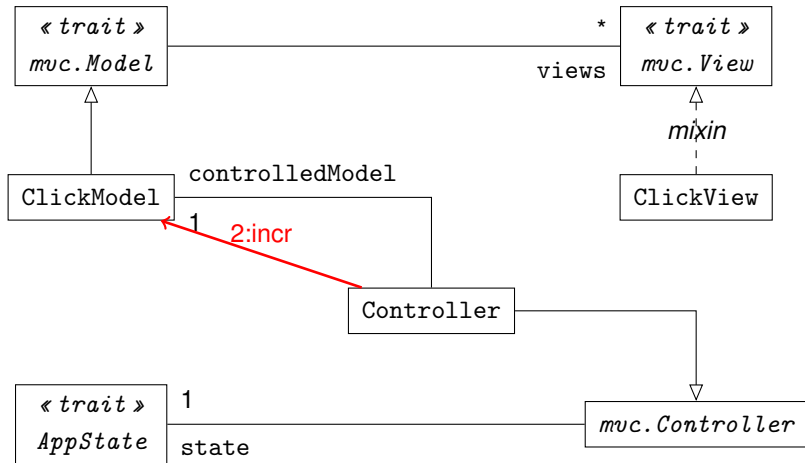 « trait »
mvc.Model
*
views
« trait »
mvc.View
mixin
ClickModel
controlledModel
1
2:incr
ClickView
Controller
« trait »
AppState
1
state
mvc.Controller